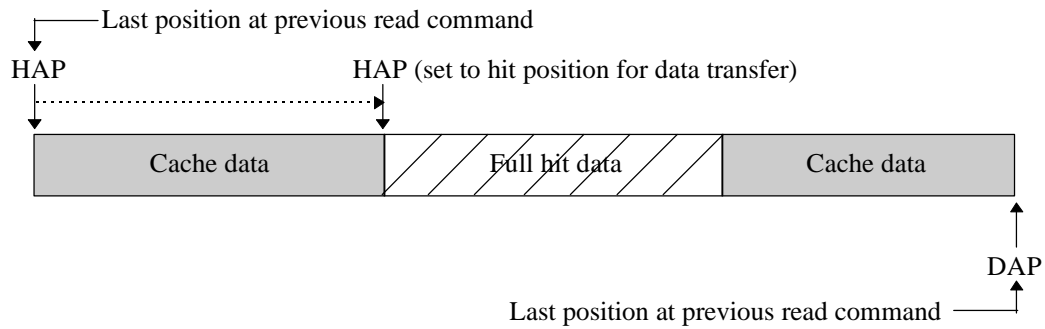 Last position at previous read command
HAP
HAP (set to hit position for data transfer)
Cache data
Full hit data
Cache data
DAP
Last position at previous read command